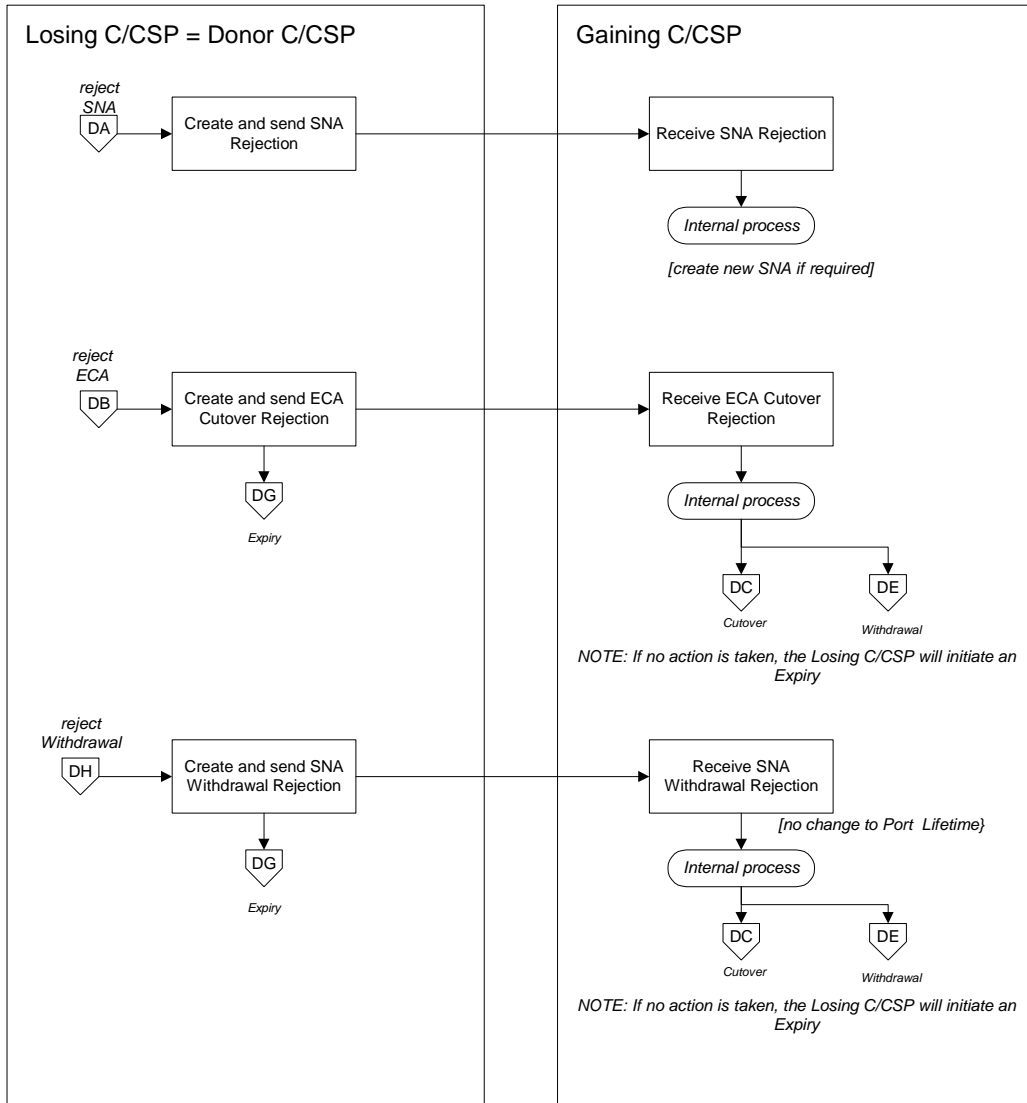 Losing C/CSP = Donor C/CSP
Gaining C/CSP
reject
SNA
DA
Create and send SNA
Rejection
Receive SNA Rejection
Internal process
[create new SNA if required]
reject
ECA
DB
Create and send ECA
Cutover Rejection
Receive ECA Cutover
Rejection
DG
Expiry
Internal process
DC
Cutover
DE
Withdrawal
NOTE: If no action is taken, the Losing C/CSP will initiate an
Expiry
reject
Withdrawal
DH
Create and send SNA
Withdrawal Rejection
Receive SNA
Withdrawal Rejection
[no change to Port Lifetime}
DG
Expiry
Internal process
DC
Cutover
DE
Withdrawal
NOTE: If no action is taken, the Losing C/CSP will initiate an
Expiry